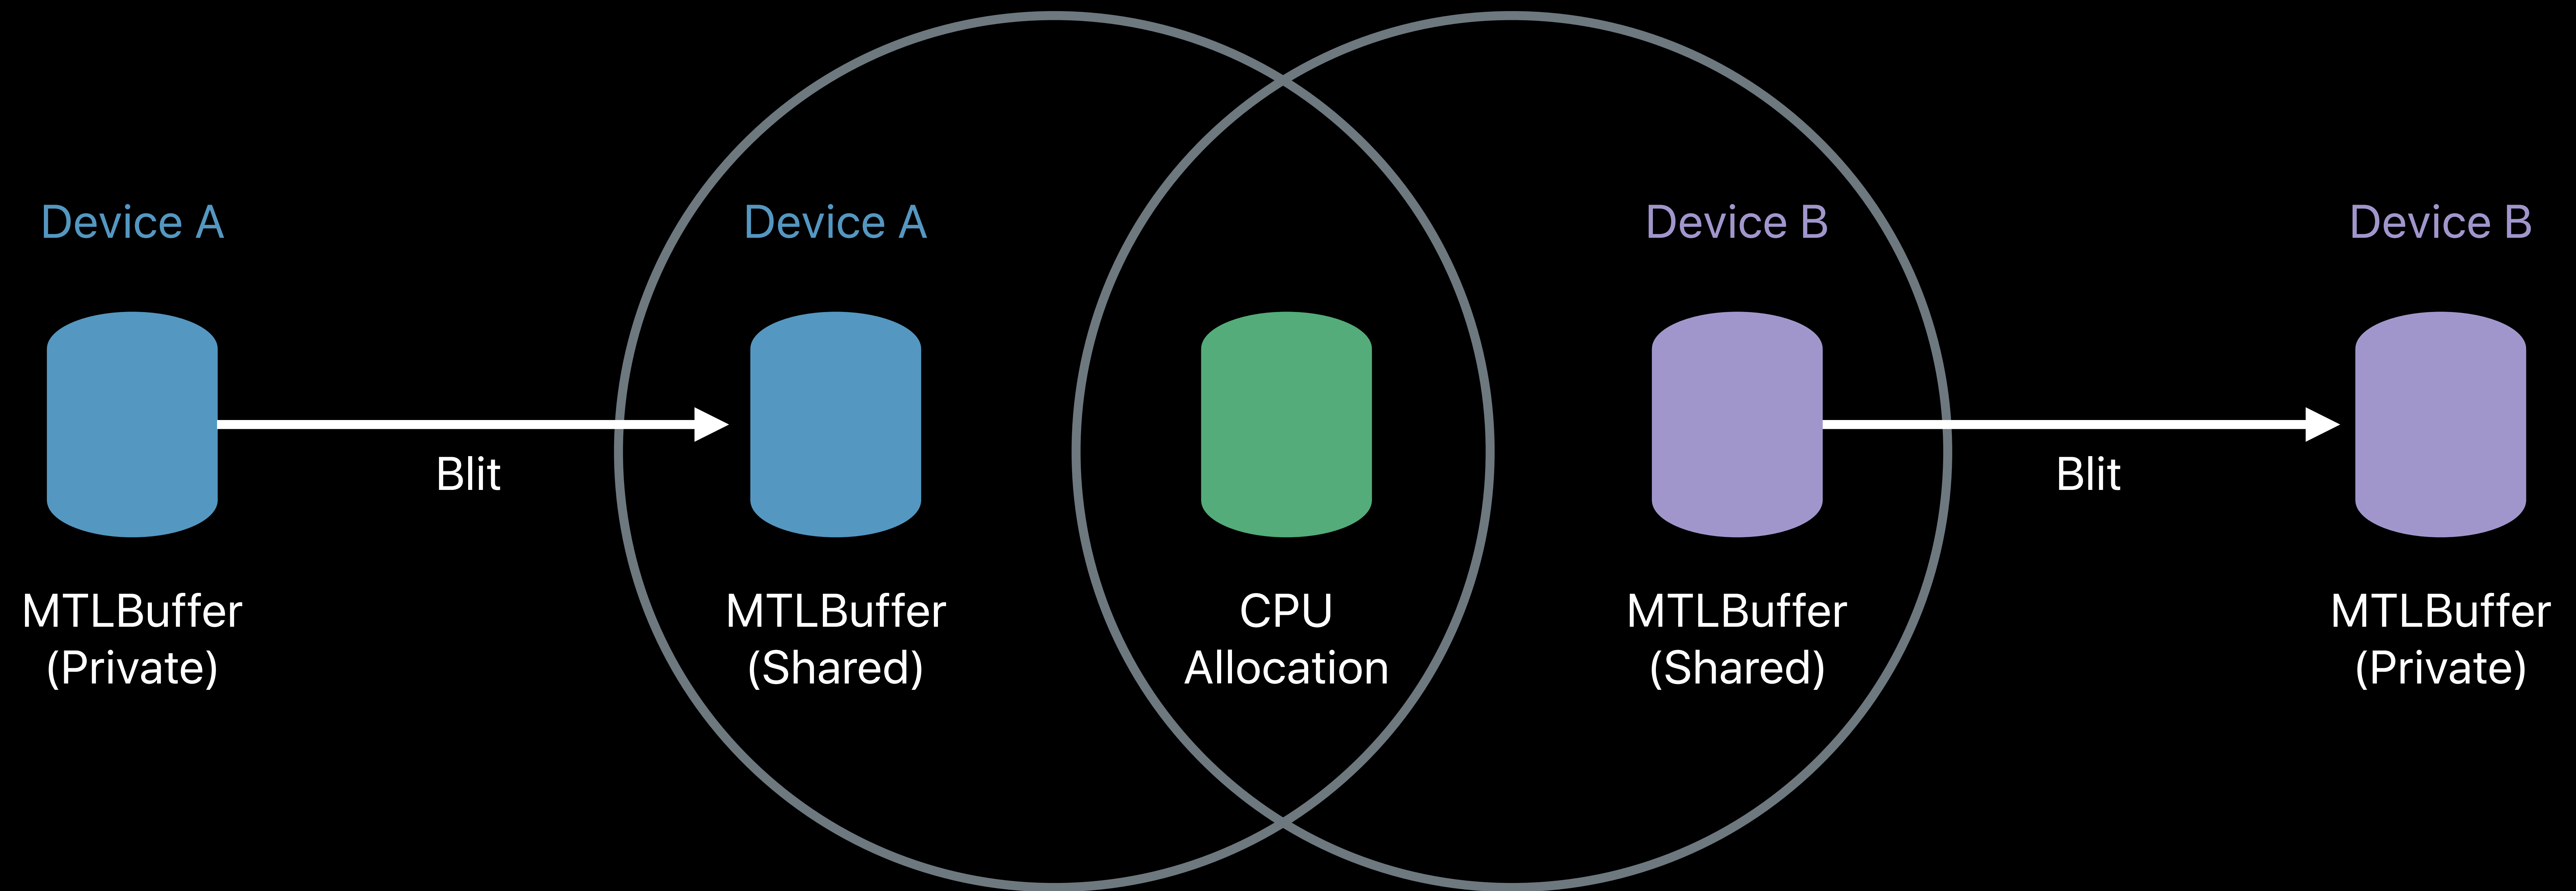 Device A
Device A
Device B
Device B
Blit
Blit
MTLBuffer
(Private)
MTLBuffer
(Shared)
CPU
Allocation
MTLBuffer
(Shared)
MTLBuffer
(Private)